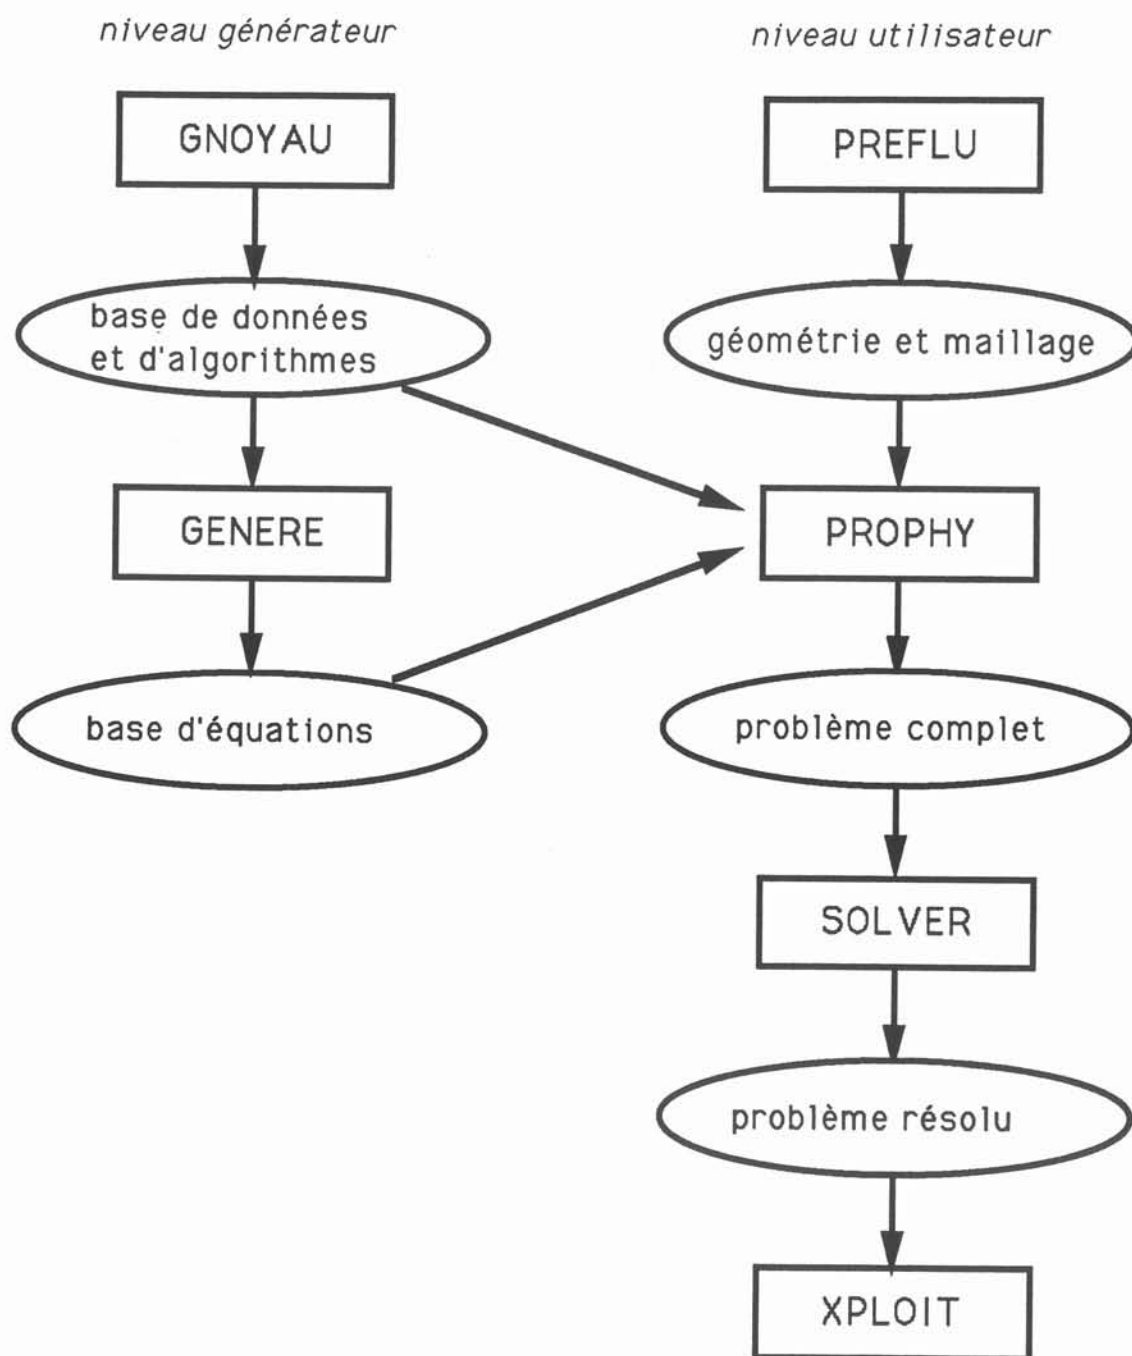 niveau générateur
niveau utilisateur
GNOYAU
PREFLU
base de données
et d'algorithmes
géométrie et maillage
GENERE
PROPHY
base d'équations
problème complet
SOLVER
problème résolu
XPLOIT